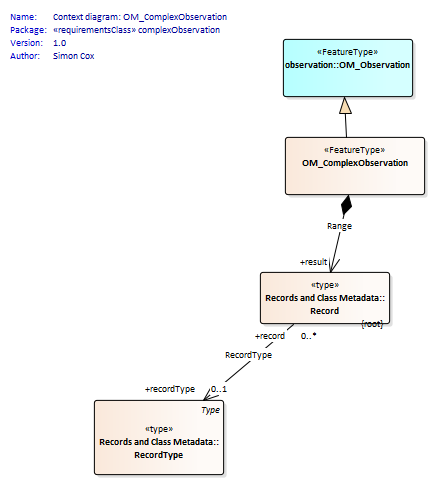 Name: Context diagram: OM_ComplexObservation
Package: «requirementsClass» complexObservation
Version: 1.0
Author: Simon Cox
«FeatureType»
observation::OM_Observation
«FeatureType»
OM_ComplexObservation
Range
+result
«type»
Records and Class Metadata::
Record
{root}
+record 0..*
RecordType
+recordType 0..1
Type
«type»
Records and Class Metadata::
RecordType